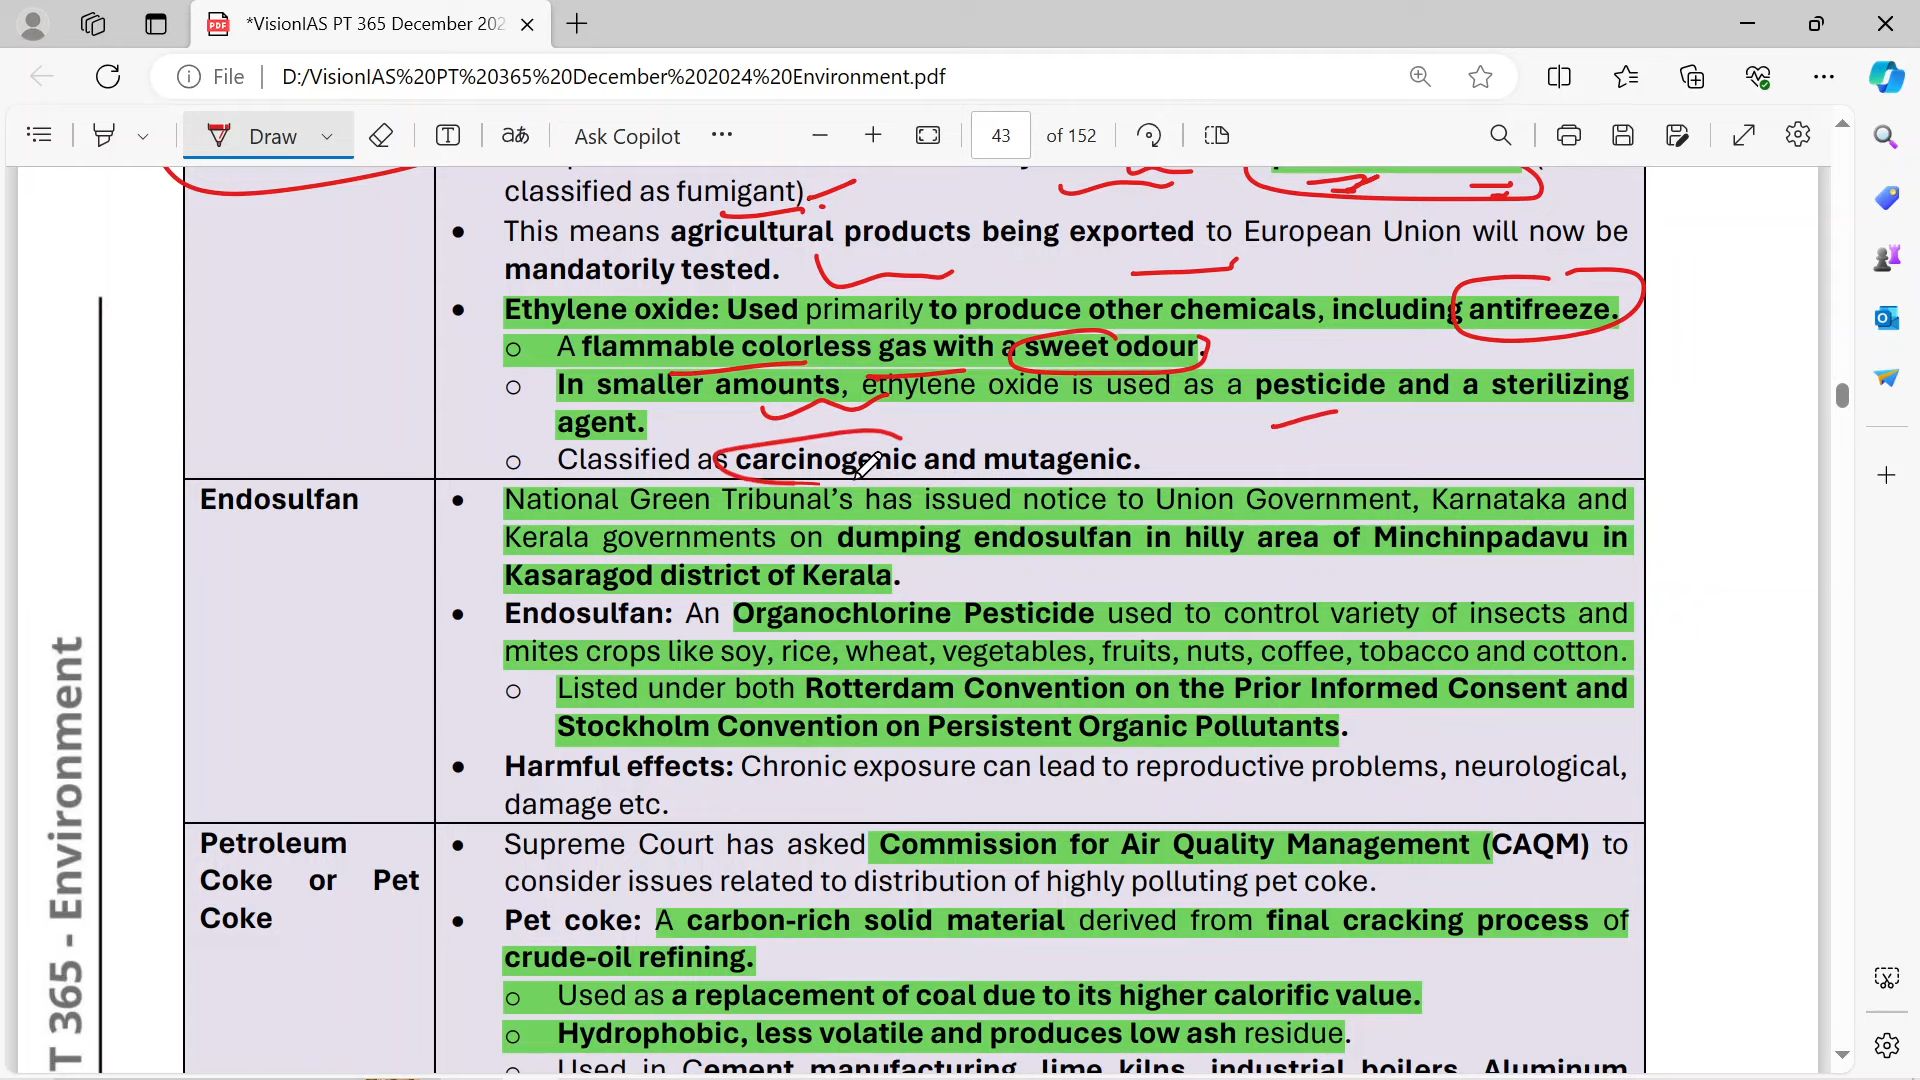 *VisionIAS PT 365 December 202
File
D:/VisionIAS%20PT%20365%20December%202024%20Environment.pdf
Draw
aあ
Ask Copilot
43
of 152
classified as fumigant).
• This means agricultural products being exported to European Union will now be
mandatorily tested.
• Ethylene oxide: Used primarily to produce other chemicals, including antifreeze.
o A flammable colorless gas with a sweet odour.
o In smaller amounts, ethylene oxide is used as a pesticide and a sterilizing
agent.
o Classified as carcinogenic and mutagenic.
Endosulfan
• National Green Tribunal’s has issued notice to Union Government, Karnataka and
Kerala governments on dumping endosulfan in hilly area of Minchinpadavu in
Kasaragod district of Kerala.
• Endosulfan: An Organochlorine Pesticide used to control variety of insects and
mites crops like soy, rice, wheat, vegetables, fruits, nuts, coffee, tobacco and cotton.
o Listed under both Rotterdam Convention on the Prior Informed Consent and
Stockholm Convention on Persistent Organic Pollutants.
• Harmful effects: Chronic exposure can lead to reproductive problems, neurological,
damage etc.
Petroleum
Coke or Pet
Coke
• Supreme Court has asked Commission for Air Quality Management (CAQM) to
consider issues related to distribution of highly polluting pet coke.
• Pet coke: A carbon-rich solid material derived from final cracking process of
crude-oil refining.
o Used as a replacement of coal due to its higher calorific value.
o Hydrophobic, less volatile and produces low ash residue.
o Used in Cement manufacturing, lime kilns, industrial boilers, Aluminum
T 365 - Environment